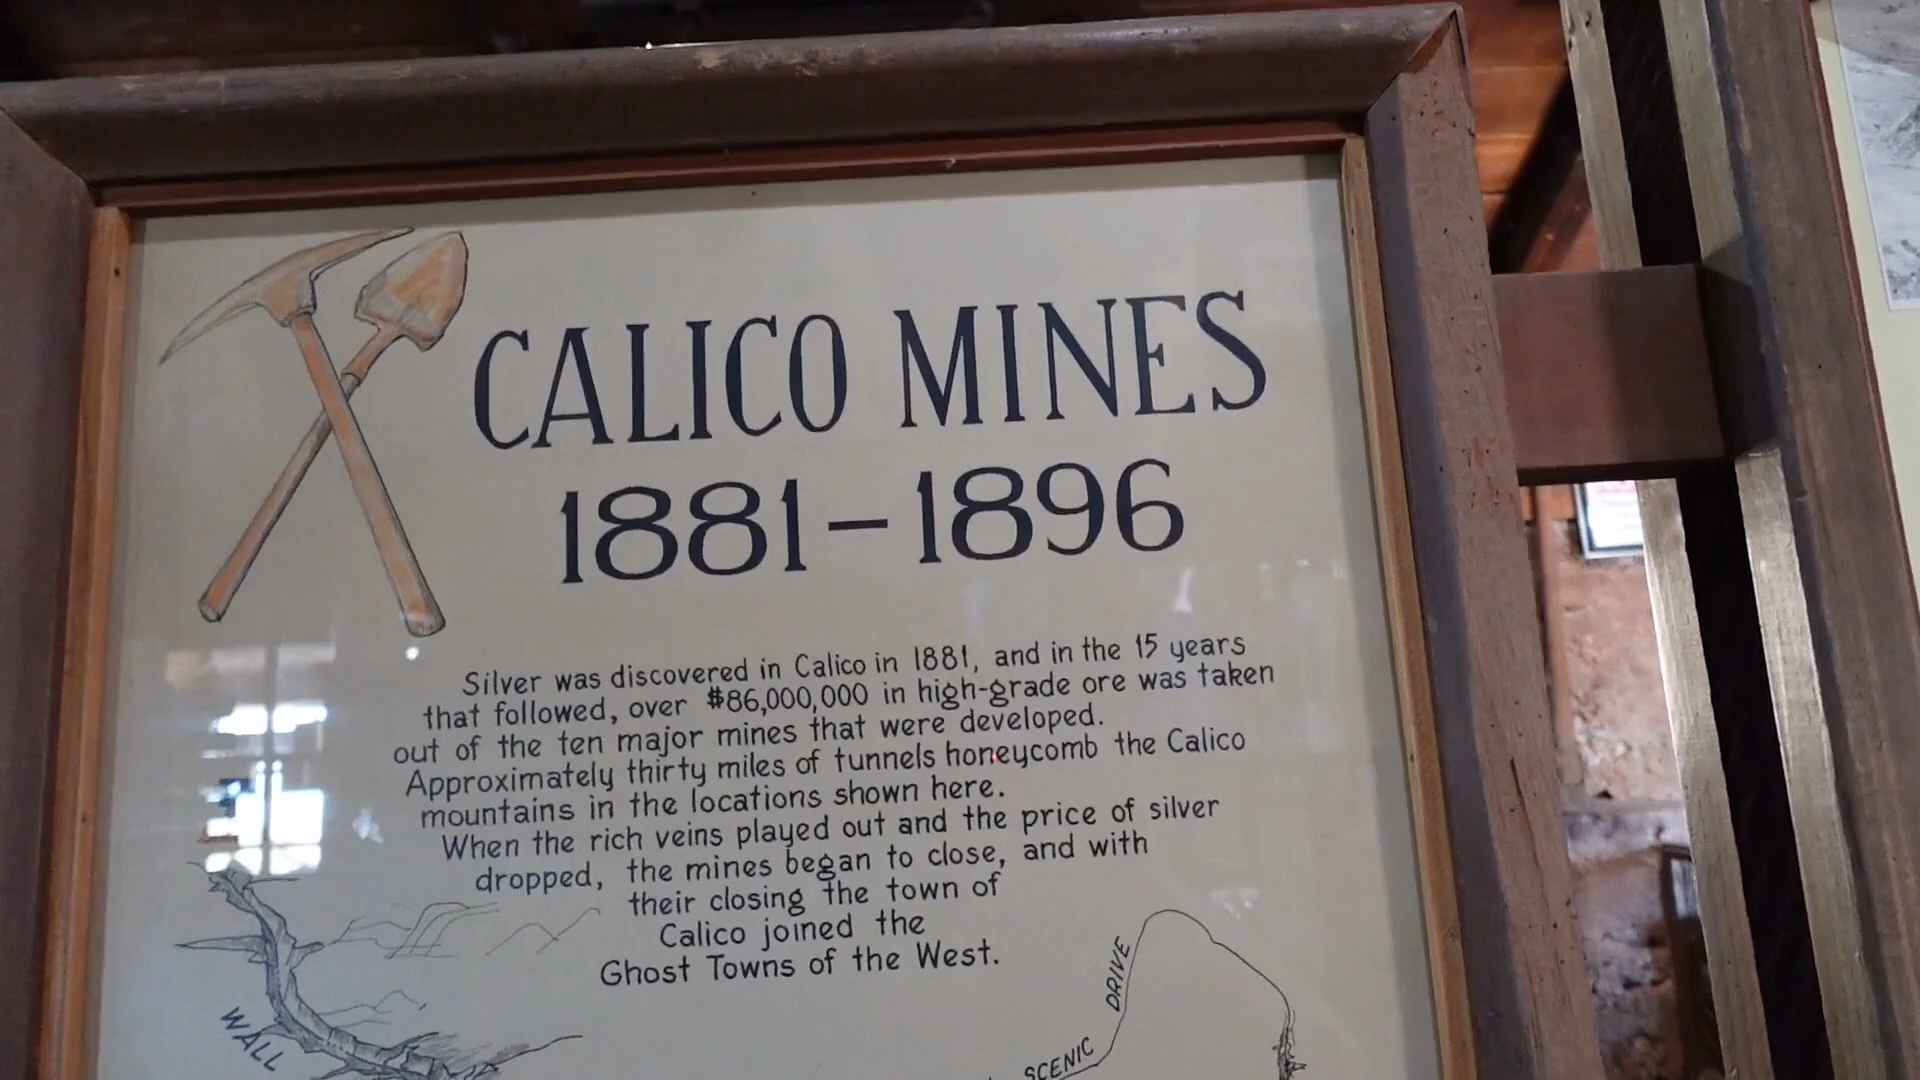 CALICO MINES
1881-1896
Silver was discovered in Calico in 1881, and in the 15 years
that followed, over $86,000,000 in high-grade ore was taken
out of the ten major mines that were developed.
Approximately thirty miles of tunnels honeycomb the Calico
mountains in the locations shown here.
When the rich veins played out and the price of silver
dropped, the mines began to close, and with
their closing the town of
Calico joined the
Ghost Towns of the West.
WALL
SCENIC DRIVE